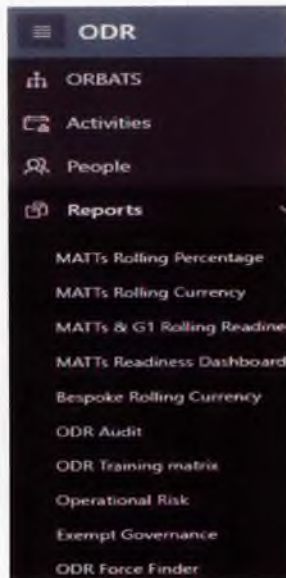 ODR
ORBATS
Activities
People
Reports
MATTs Rolling Percentage
MATTs Rolling Currency
MATTs & G1 Rolling Readine
MATTs Readiness Dashboard
Bespoke Rolling Currency
ODR Audit
ODR Training matrix
Operational Risk
Exempt Governance
ODR Force Finder